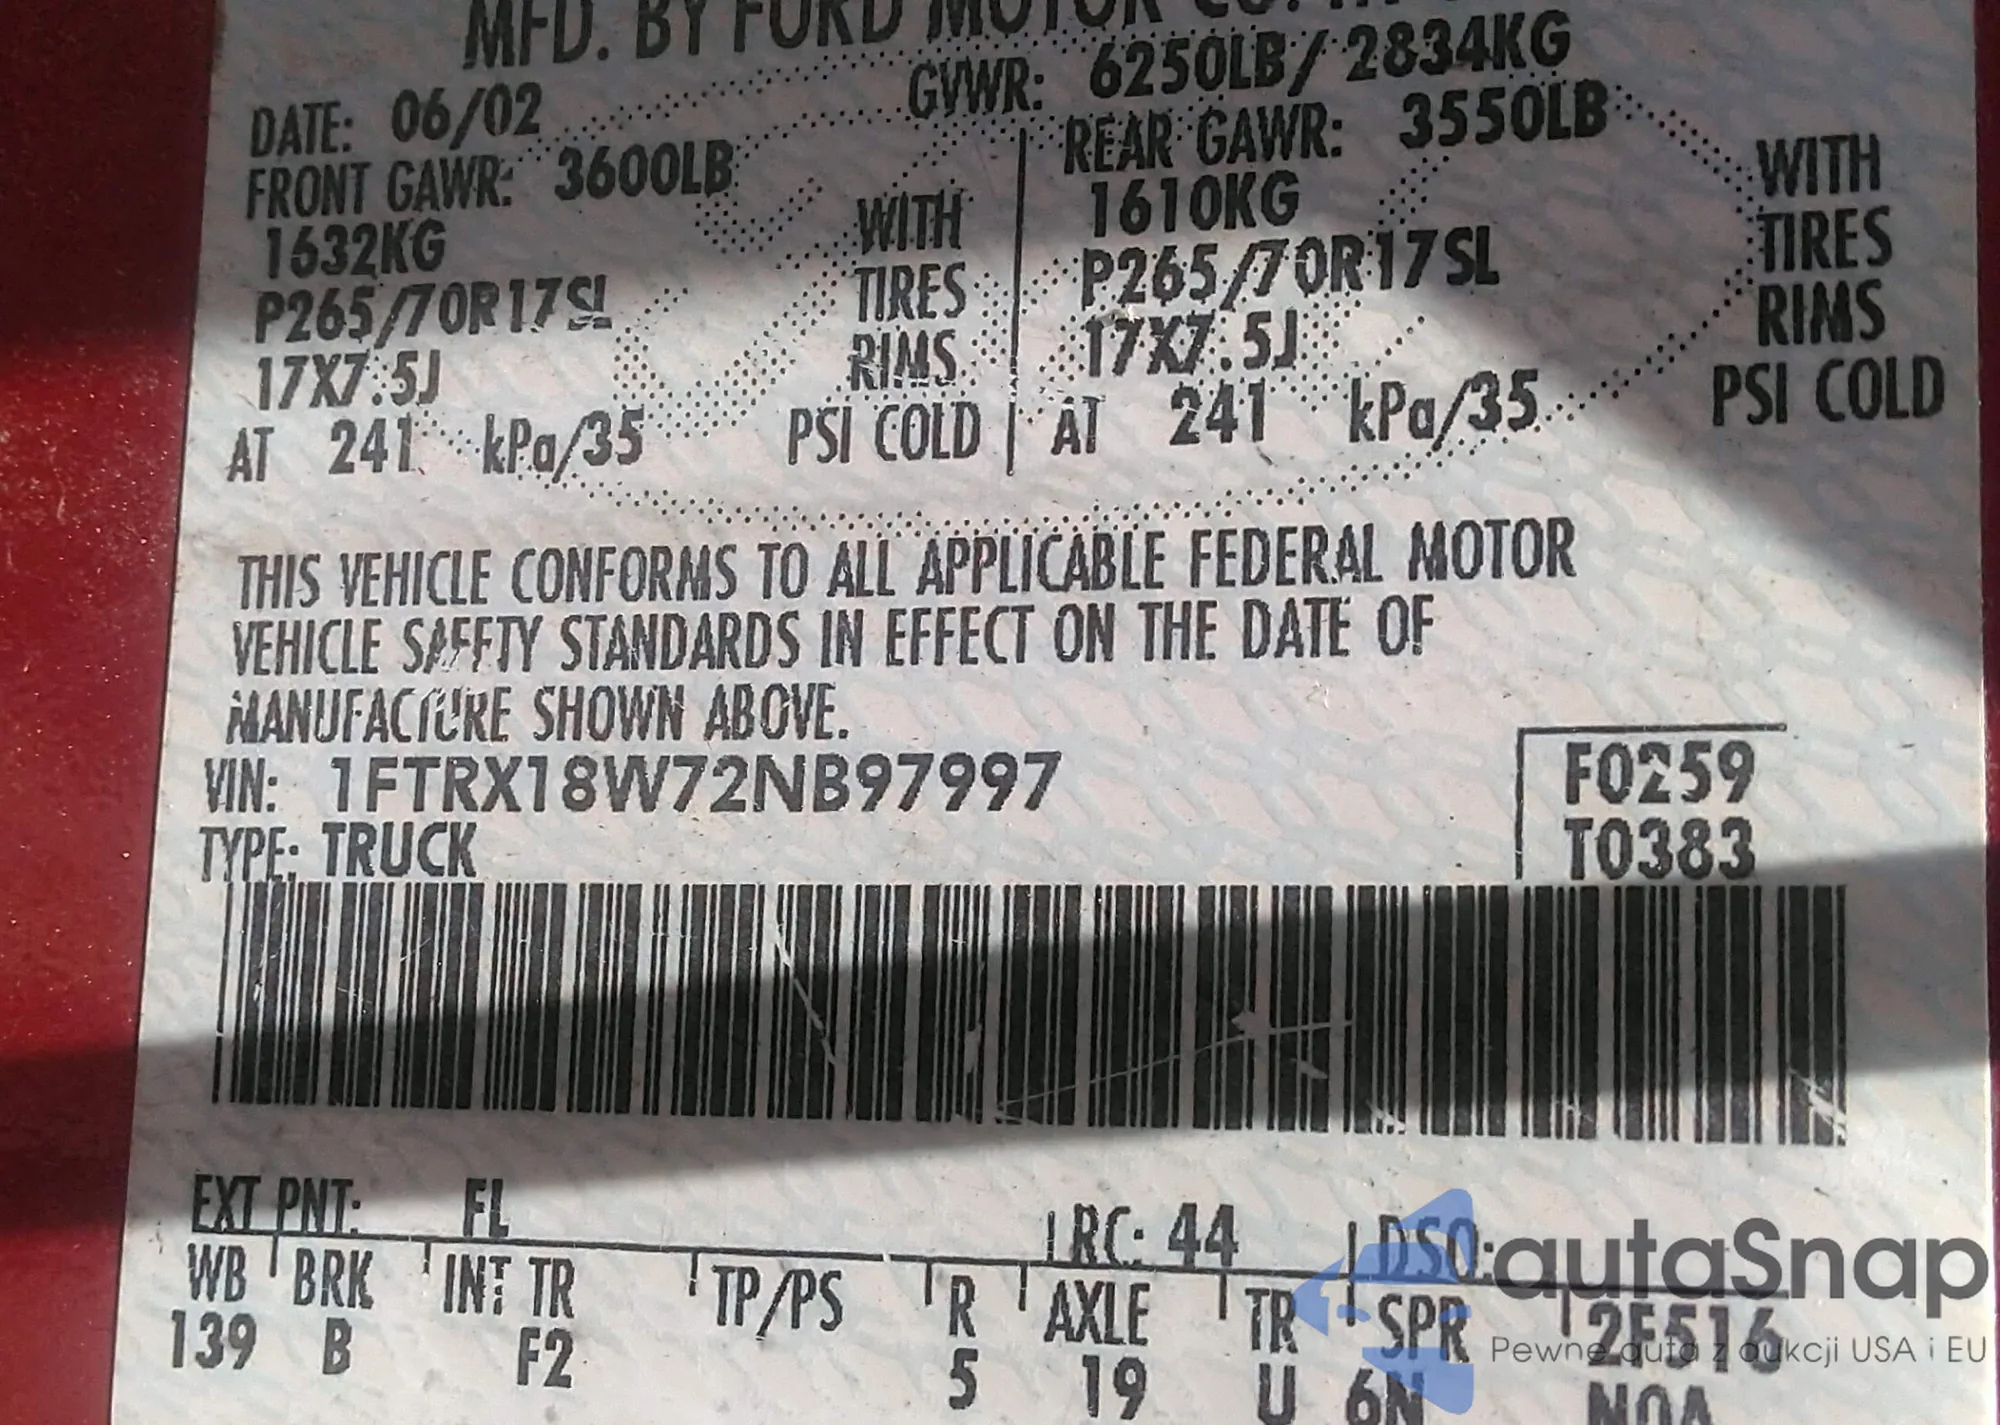 MFD. BY FORD MOTOR CO.
DATE: 06/02 GVWR: 6250LB/ 2834KG
FRONT GAWR: 3600LB REAR GAWR: 3550LB
1632KG WITH 1610KG WITH
P265/70R17SL TIRES P265/70R17SL TIRES
17X7.5J RIMS 17X7.5J RIMS
AT 241 kPa/35 PSI COLD AT 241 kPa/35 PSI COLD
THIS VEHICLE CONFORMS TO ALL APPLICABLE FEDERAL MOTOR
VEHICLE SAFETY STANDARDS IN EFFECT ON THE DATE OF
MANUFACTURE SHOWN ABOVE.
VIN: 1FTRX18W72NB97997 F0259
TYPE: TRUCK T0383
EXT PNT: FL RC: 44 DSO:
WB BRK INT TR TP/PS R AXLE TR SPR 2F516
139 B F2 5 19 U 6N NOA
autaSnap
Pewne auta z aukcji USA i EU